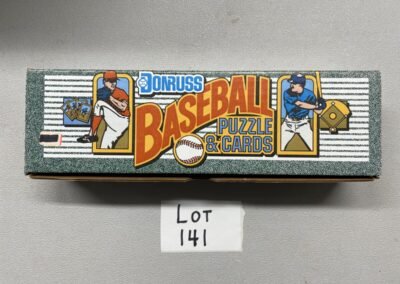 DONRUSS
BASEBALL
PUZZLE
& CARDS
LOT
141